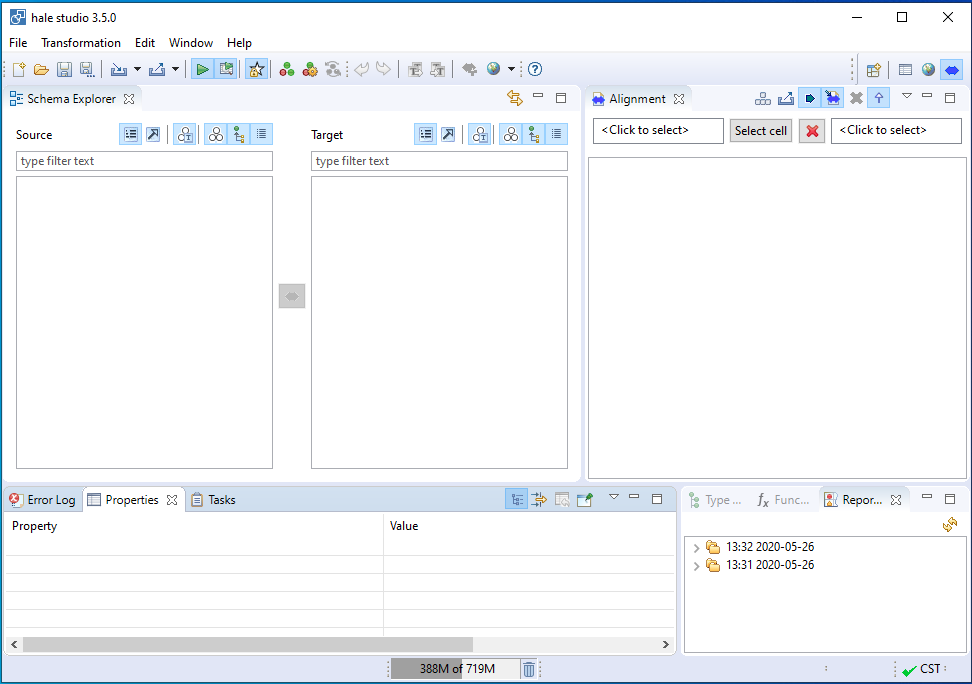 hale studio 3.5.0
File Transformation Edit Window Help
Schema Explorer
Alignment
Source
Target
<Click to select>
Select cell
<Click to select>
type filter text
type filter text
Error Log
Properties
Tasks
Type ...
Func...
Repor...
Property
Value
13:32 2020-05-26
13:31 2020-05-26
388M of 719M
CST